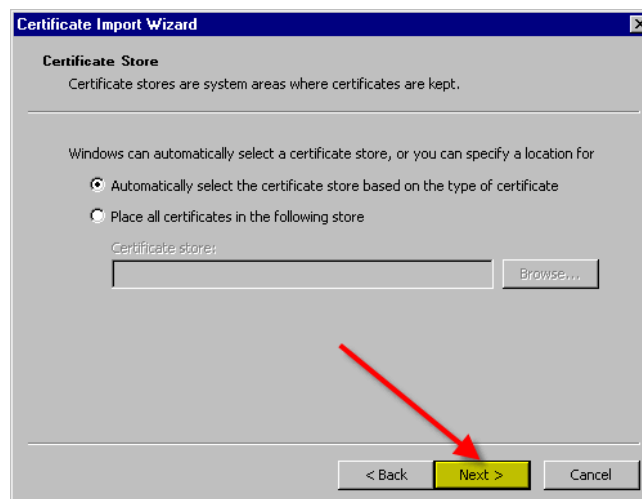 Certificate Import Wizard
Certificate Store
Certificate stores are system areas where certificates are kept.
Windows can automatically select a certificate store, or you can specify a location for
Automatically select the certificate store based on the type of certificate
Place all certificates in the following store
Certificate store:
Browse...
< Back Next > Cancel